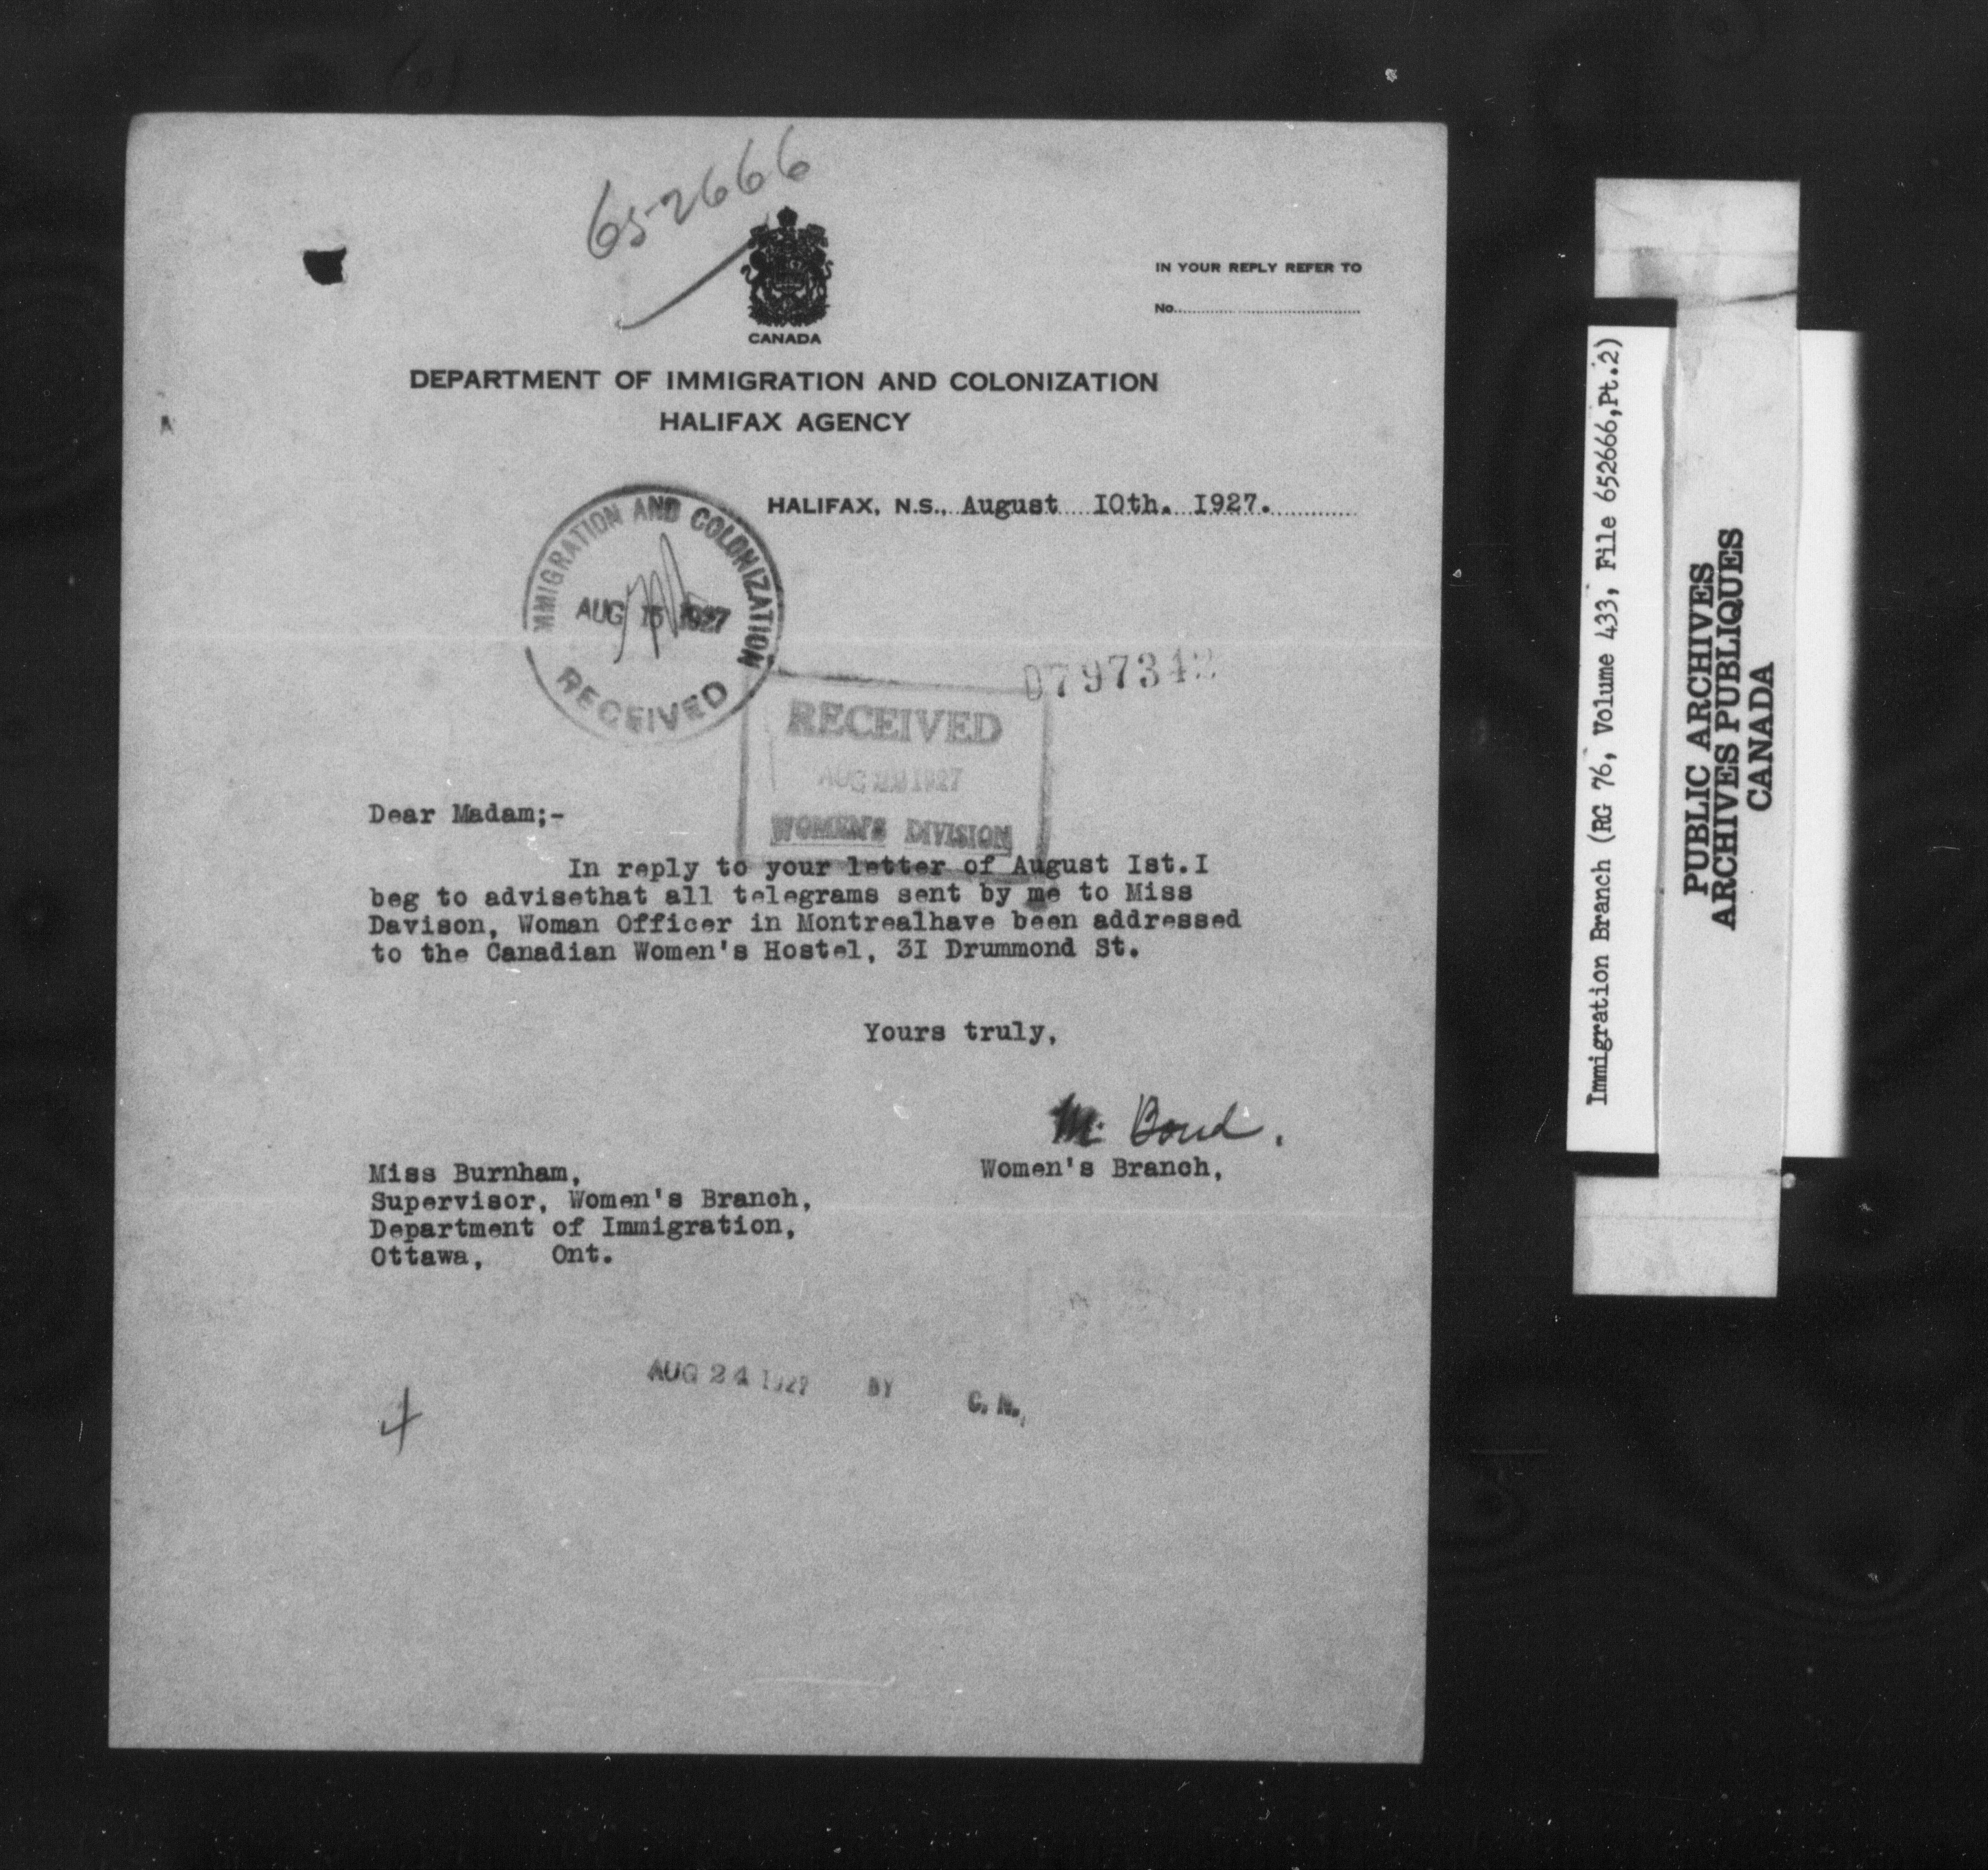 652666
IN YOUR REPLY REFER TO
No.
CANADA
DEPARTMENT OF IMMIGRATION AND COLONIZATION
HALIFAX AGENCY
HALIFAX, N.S., August 10th. 1927.
IMMIGRATION AND COLONIZATION
AUG 15 1927
RECEIVED
0797342
RECEIVED
AUG 1927
WOMEN'S DIVISION
Dear Madam;-
In reply to your letter of August Ist. I
beg to advisethat all telegrams sent by me to Miss
Davison, Woman Officer in Montrealhave been addressed
to the Canadian Women's Hostel, 3I Drummond St.
Yours truly,
M. Bond.
Women's Branch,
Miss Burnham,
Supervisor, Women's Branch,
Department of Immigration,
Ottawa, Ont.
AUG 24 1927 BY C. N.
Immigration Branch (RG 76, Volume 433, File 652666,Pt.2)
PUBLIC ARCHIVES
ARCHIVES PUBLIQUES
CANADA